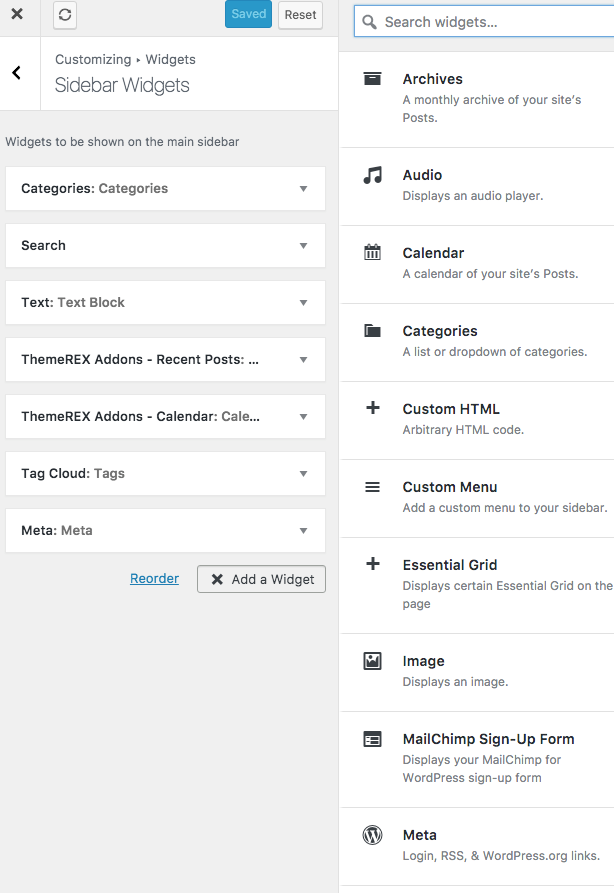 Saved
Reset
Customizing ▸ Widgets
Sidebar Widgets
Widgets to be shown on the main sidebar
Categories: Categories
Search
Text: Text Block
ThemeREX Addons - Recent Posts: ...
ThemeREX Addons - Calendar: Cale...
Tag Cloud: Tags
Meta: Meta
Reorder
Add a Widget
Search widgets...
Archives
A monthly archive of your site's
Posts.
Audio
Displays an audio player.
Calendar
A calendar of your site's Posts.
Categories
A list or dropdown of categories.
Custom HTML
Arbitrary HTML code.
Custom Menu
Add a custom menu to your sidebar.
Essential Grid
Displays certain Essential Grid on the
page
Image
Displays an image.
MailChimp Sign-Up Form
Displays your MailChimp for
WordPress sign-up form
Meta
Login, RSS, & WordPress.org links.